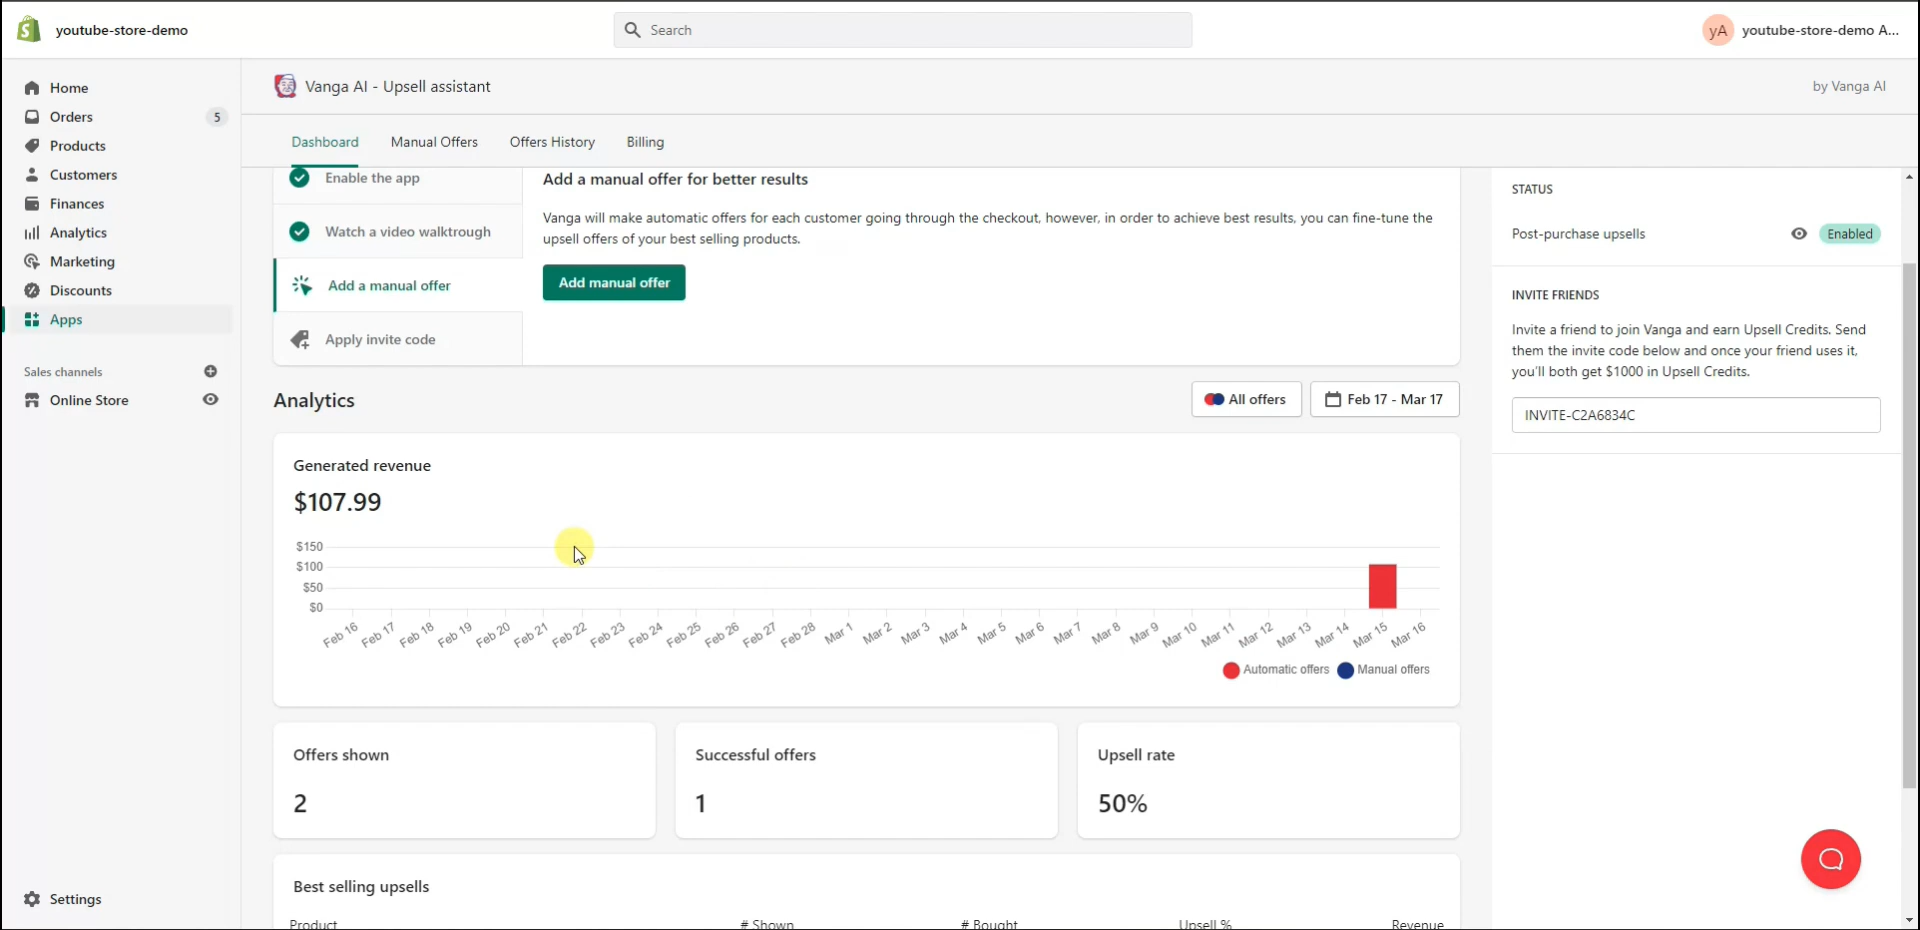 youtube-store-demo
Search
yA
youtube-store-demo A...
Home
Orders
5
Products
Customers
Finances
Analytics
Marketing
Discounts
Apps
Sales channels
Online Store
Settings
Vanga AI - Upsell assistant
by Vanga AI
Dashboard
Manual Offers
Offers History
Billing
Enable the app
Watch a video walktrough
Add a manual offer
Apply invite code
Add a manual offer for better results
Vanga will make automatic offers for each customer going through the checkout, however, in order to achieve best results, you can fine-tune the
upsell offers of your best selling products.
Add manual offer
STATUS
Post-purchase upsells
Enabled
INVITE FRIENDS
Invite a friend to join Vanga and earn Upsell Credits. Send
them the invite code below and once your friend uses it,
you'll both get $1000 in Upsell Credits.
INVITE-C2A6834C
Analytics
All offers
Feb 17 - Mar 17
Generated revenue
$107.99
$150
$100
$50
$0
Feb 16
Feb 17
Feb 18
Feb 19
Feb 20
Feb 21
Feb 22
Feb 23
Feb 24
Feb 25
Feb 26
Feb 27
Feb 28
Mar 1
Mar 2
Mar 3
Mar 4
Mar 5
Mar 6
Mar 7
Mar 8
Mar 9
Mar 10
Mar 11
Mar 12
Mar 13
Mar 14
Mar 15
Mar 16
Automatic offers
Manual offers
Offers shown
2
Successful offers
1
Upsell rate
50%
Best selling upsells
Product
# Shown
# Bought
Upsell %
Revenue